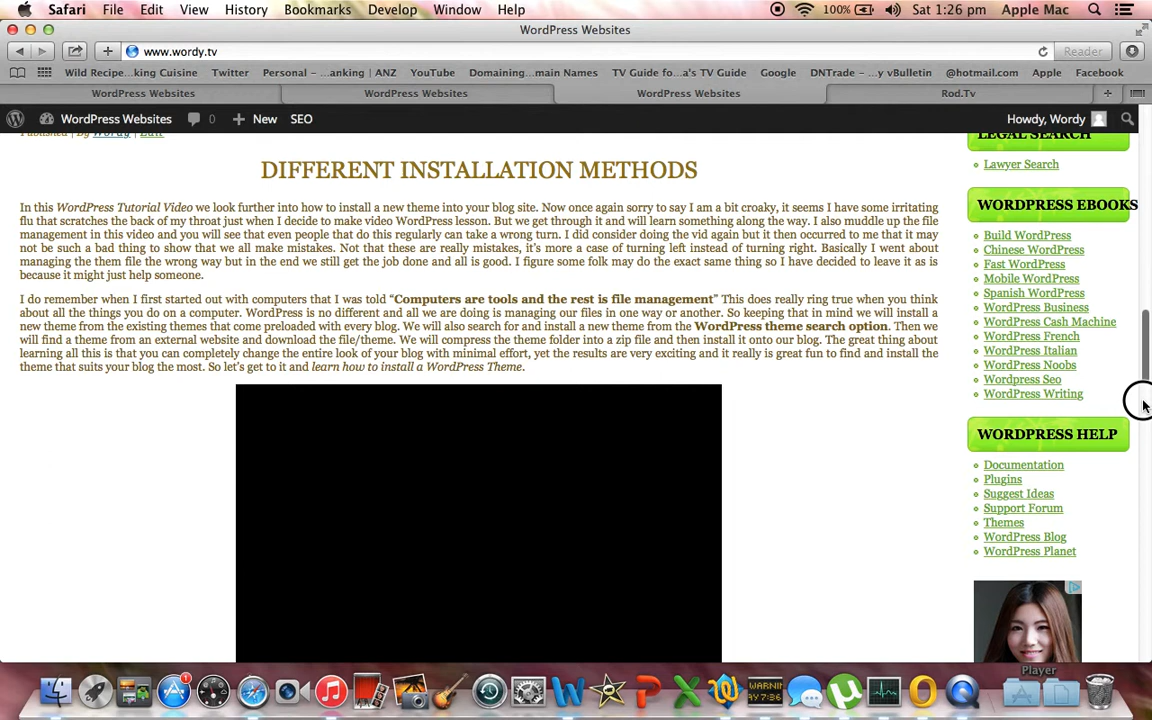 Safari File Edit View History Bookmarks Develop Window Help 100% Sat 1:26 pm Apple Mac
WordPress Websites
www.wordy.tv Reader
Wild Recipe...king Cuisine Twitter Personal – ...anking | ANZ YouTube Domaining...main Names TV Guide fo...a's TV Guide Google DNTrade – ...y vBulletin @hotmail.com Apple Facebook
WordPress Websites WordPress Websites WordPress Websites Rod.Tv
WordPress Websites 0 New SEO Howdy, Wordy
Published | By Wordy | Edit
DIFFERENT INSTALLATION METHODS
In this WordPress Tutorial Video we look further into how to install a new theme into your blog site. Now once again sorry to say I am a bit croaky, it seems I have some irritating
flu that scratches the back of my throat just when I decide to make video WordPress lesson. But we get through it and will learn something along the way. I also muddle up the file
management in this video and you will see that even people that do this regularly can take a wrong turn. I did consider doing the vid again but it then occurred to me that it may
not be such a bad thing to show that we all make mistakes. Not that these are really mistakes, it's more a case of turning left instead of turning right. Basically I went about
managing the them file the wrong way but in the end we still get the job done and all is good. I figure some folk may do the exact same thing so I have decided to leave it as is
because it might just help someone.
I do remember when I first started out with computers that I was told “Computers are tools and the rest is file management” This does really ring true when you think
about all the things you do on a computer. WordPress is no different and all we are doing is managing our files in one way or another. So keeping that in mind we will install a
new theme from the existing themes that come preloaded with every blog. We will also search for and install a new theme from the WordPress theme search option. Then we
will find a theme from an external website and download the file/theme. We will compress the theme folder into a zip file and then install it onto our blog. The great thing about
learning all this is that you can completely change the entire look of your blog with minimal effort, yet the results are very exciting and it really is great fun to find and install the
theme that suits your blog the most. So let's get to it and learn how to install a WordPress Theme.
LEGAL SEARCH
Lawyer Search
WORDPRESS EBOOKS
Build WordPress
Chinese WordPress
Fast WordPress
Mobile WordPress
Spanish WordPress
WordPress Business
WordPress Cash Machine
WordPress French
WordPress Italian
WordPress Noobs
Wordpress Seo
WordPress Writing
WORDPRESS HELP
Documentation
Plugins
Suggest Ideas
Support Forum
Themes
WordPress Blog
WordPress Planet
Player
1
WARNIN
AY 7:36